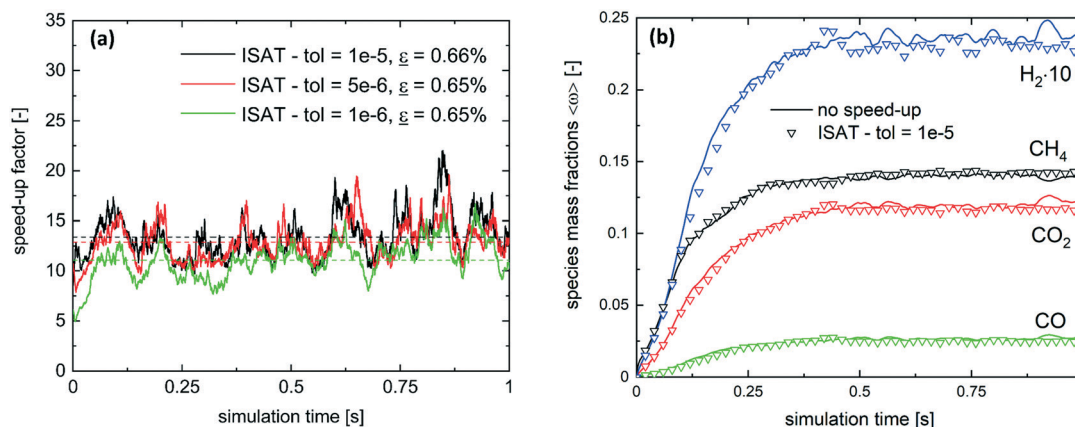 (a)
ISAT - tol = 1e-5, ε = 0.66%
ISAT - tol = 5e-6, ε = 0.65%
ISAT - tol = 1e-6, ε = 0.65%
speed-up factor [-]
35
30
25
20
15
10
5
0
0 0.25 0.5 0.75 1
simulation time [s]
(b)
H₂·10
no speed-up
ISAT - tol = 1e-5
CH₄
CO₂
CO
species mass fractions <ω> [-]
0.25
0.2
0.15
0.1
0.05
0
0 0.25 0.5 0.75
simulation time [s]